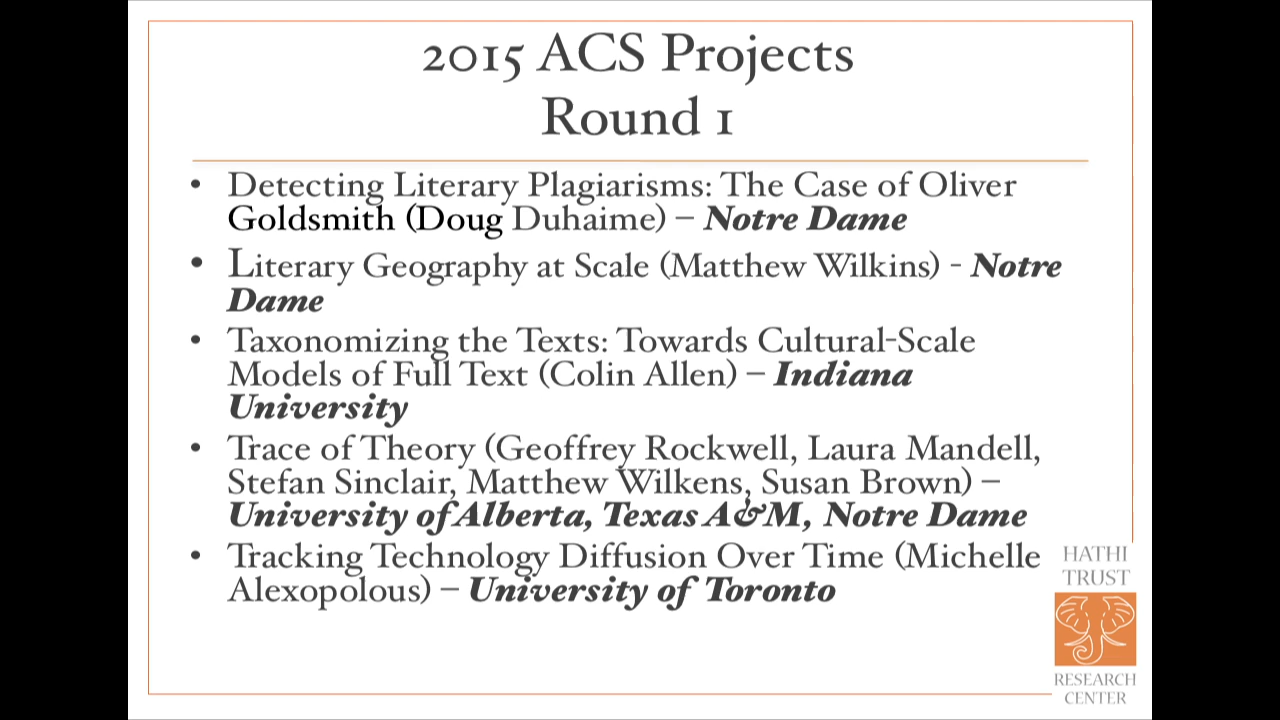 2015 ACS Projects
Round 1
• Detecting Literary Plagiarisms: The Case of Oliver
Goldsmith (Doug Duhaime) – Notre Dame
• Literary Geography at Scale (Matthew Wilkins) - Notre
Dame
• Taxonomizing the Texts: Towards Cultural-Scale
Models of Full Text (Colin Allen) – Indiana
University
• Trace of Theory (Geoffrey Rockwell, Laura Mandell,
Stefan Sinclair, Matthew Wilkens, Susan Brown) –
University of Alberta, Texas A&M, Notre Dame
• Tracking Technology Diffusion Over Time (Michelle
Alexopolous) – University of Toronto
HATHI
TRUST
RESEARCH
CENTER